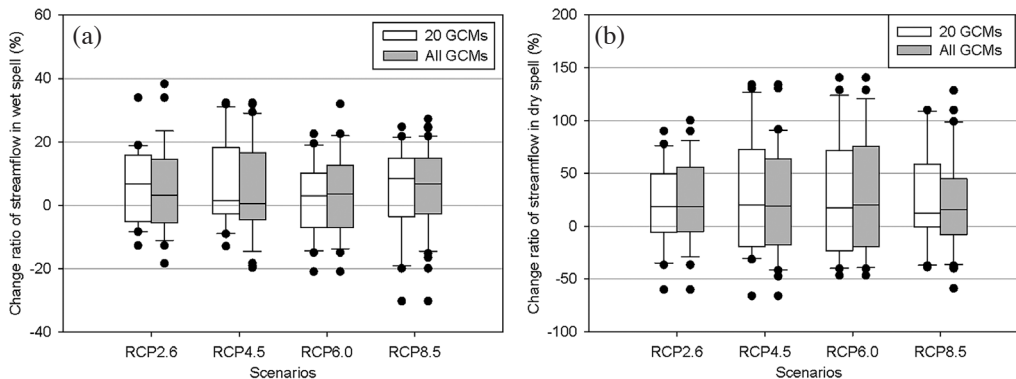 (a)
Change ratio of streamflow in wet spell (%)
60
40
20
0
-20
-40
20 GCMs
All GCMs
RCP2.6
RCP4.5
RCP6.0
RCP8.5
Scenarios
(b)
Change ratio of streamflow in dry spell (%)
200
150
100
50
0
-50
-100
20 GCMs
All GCMs
RCP2.6
RCP4.5
RCP6.0
RCP8.5
Scenarios